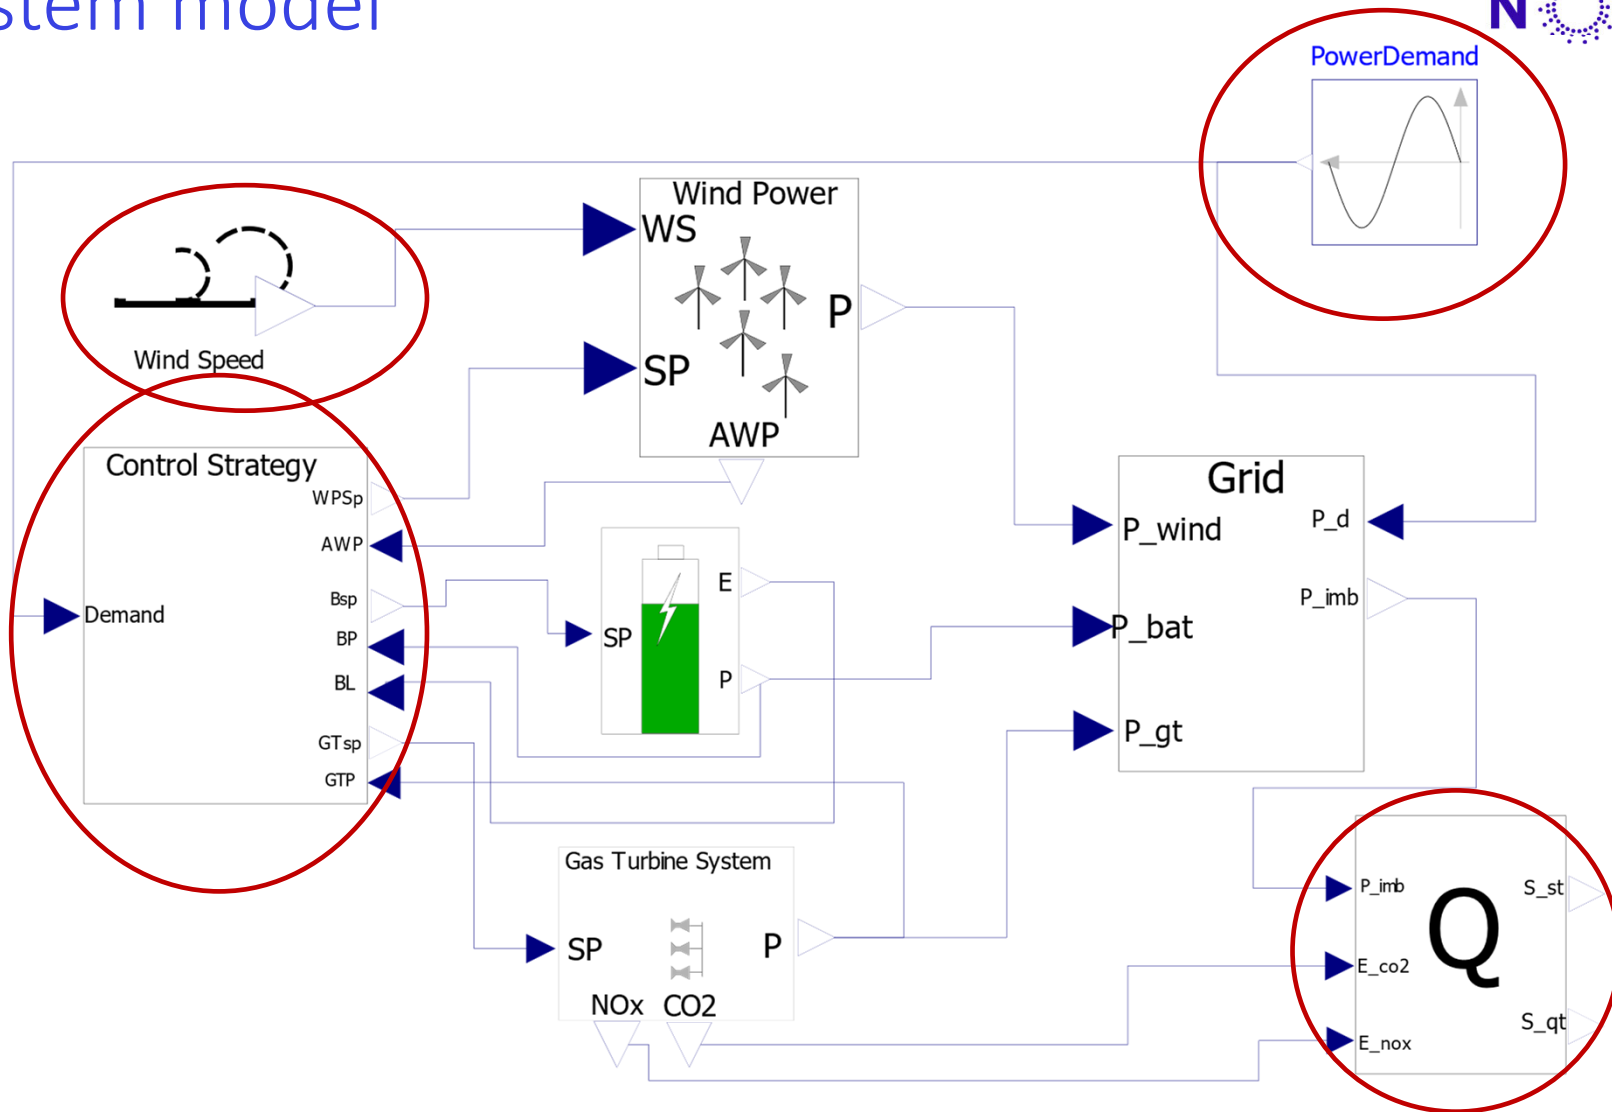 stem model
N
PowerDemand
Wind Power
WS
P
SP
AWP
Wind Speed
Control Strategy
WPSp
AWP
Bsp
Demand
BP
BL
GTsp
GTP
E
SP
P
Grid
P_d
P_wind
P_imb
P_bat
P_gt
Gas Turbine System
SP
P
NOx CO2
P_imb
S_st
Q
E_co2
S_qt
E_nox